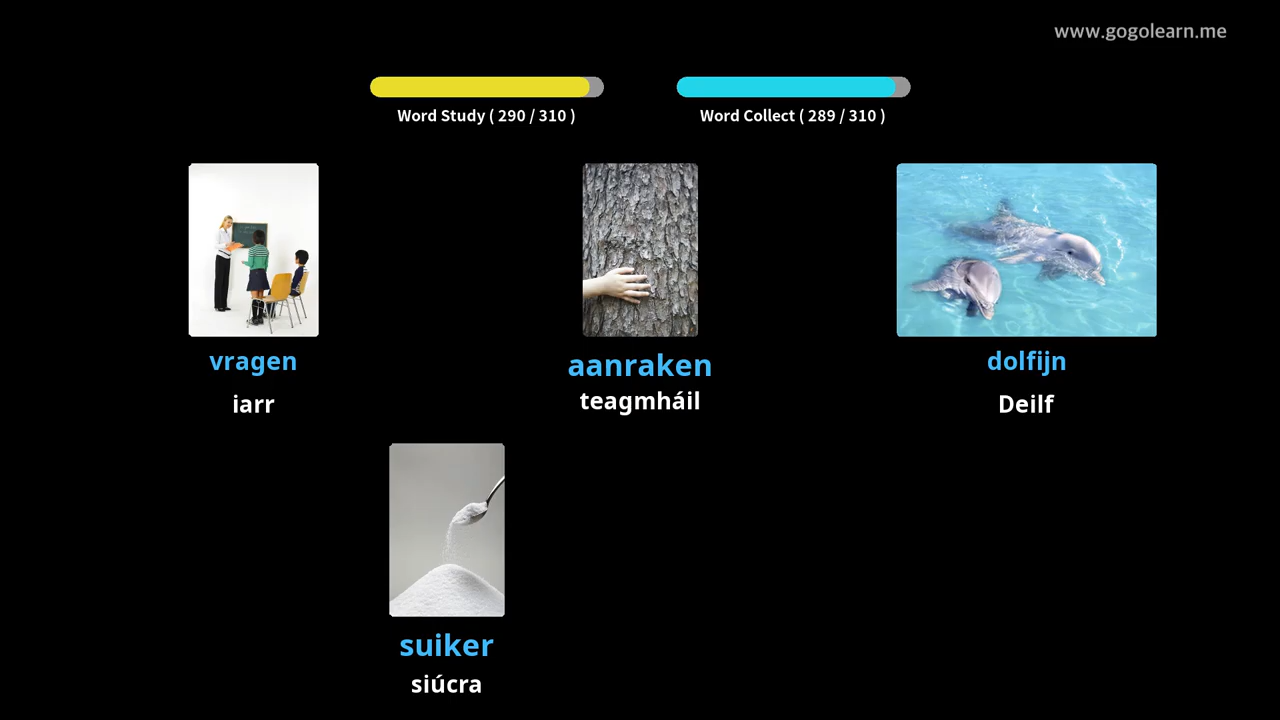 www.gogolearn.me
Word Study ( 290 / 310 )
Word Collect ( 289 / 310 )
vragen
iarr
aanraken
teagmháil
dolfijn
Deilf
suiker
siúcra